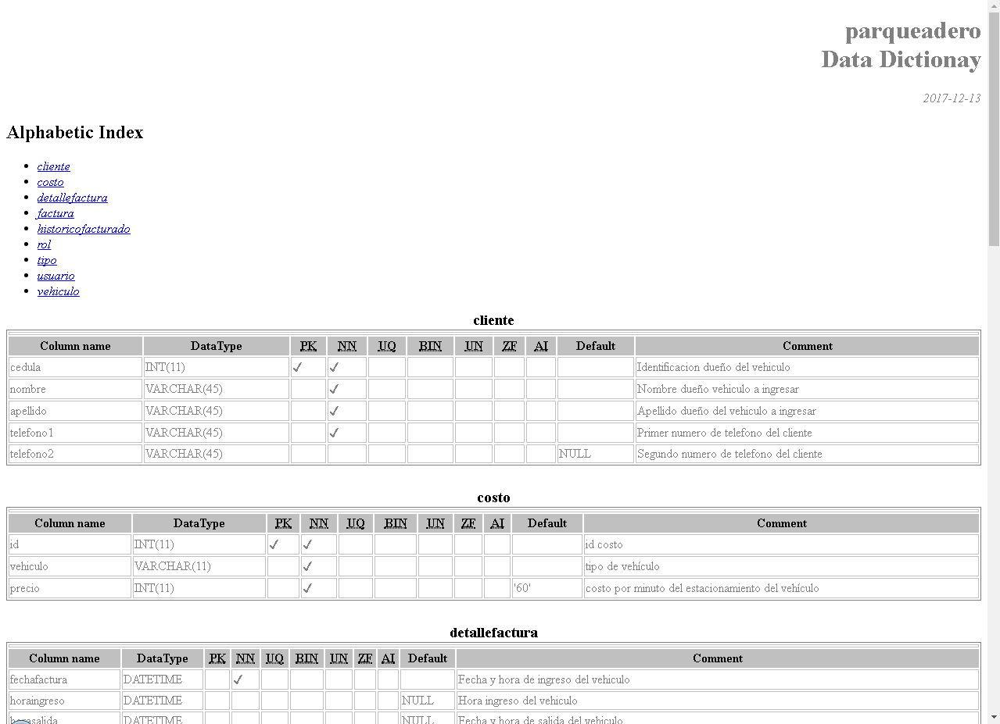 parqueadero
Data Dictionay
2017-12-13
Alphabetic Index
cliente
costo
detallefactura
factura
historicofacturado
rol
tipo
usuario
vehiculo
cliente
Column name DataType PK NN UQ BIN UN ZF AI Default Comment
cedula INT(11) ✓ ✓ Identificacion dueño del vehiculo
nombre VARCHAR(45) ✓ Nombre dueño vehiculo a ingresar
apellido VARCHAR(45) ✓ Apellido dueño del vehiculo a ingresar
telefono1 VARCHAR(45) ✓ Primer numero de telefono del cliente
telefono2 VARCHAR(45) NULL Segundo numero de telefono del cliente
costo
Column name DataType PK NN UQ BIN UN ZF AI Default Comment
id INT(11) ✓ ✓ id costo
vehiculo VARCHAR(11) ✓ tipo de vehículo
precio INT(11) ✓ '60' costo por minuto del estacionamiento del vehículo
detallefactura
Column name DataType PK NN UQ BIN UN ZF AI Default Comment
fechafactura DATETIME ✓ Fecha y hora de ingreso del vehiculo
horaingreso DATETIME NULL Hora ingreso del vehiculo
horasalida DATETIME NULL Fecha y hora de salida del vehiculo